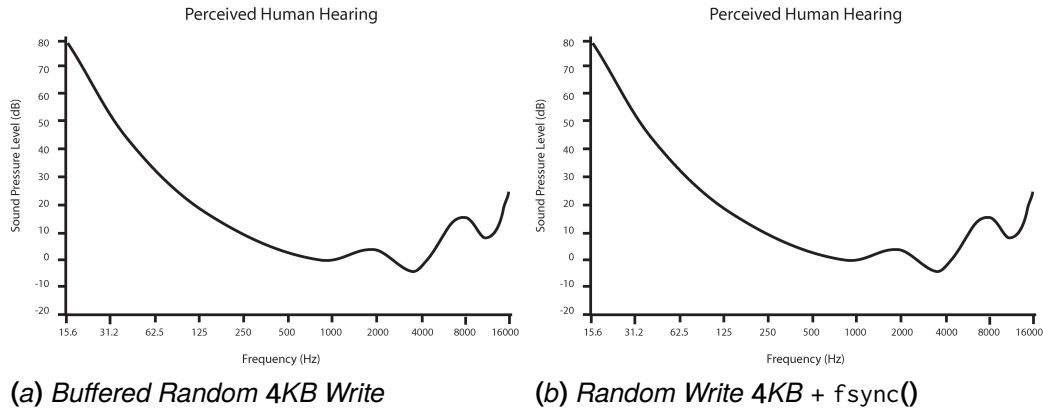 Perceived Human Hearing
Sound Pressure Level (dB)
80
70
60
50
40
30
20
10
0
-10
-20
15.6 31.2 62.5 125 250 500 1000 2000 4000 8000 16000
Frequency (Hz)
(a) Buffered Random 4KB Write
Perceived Human Hearing
Sound Pressure Level (dB)
80
70
60
50
40
30
20
10
0
-10
-20
15.6 31.2 62.5 125 250 500 1000 2000 4000 8000 16000
Frequency (Hz)
(b) Random Write 4KB + fsync()